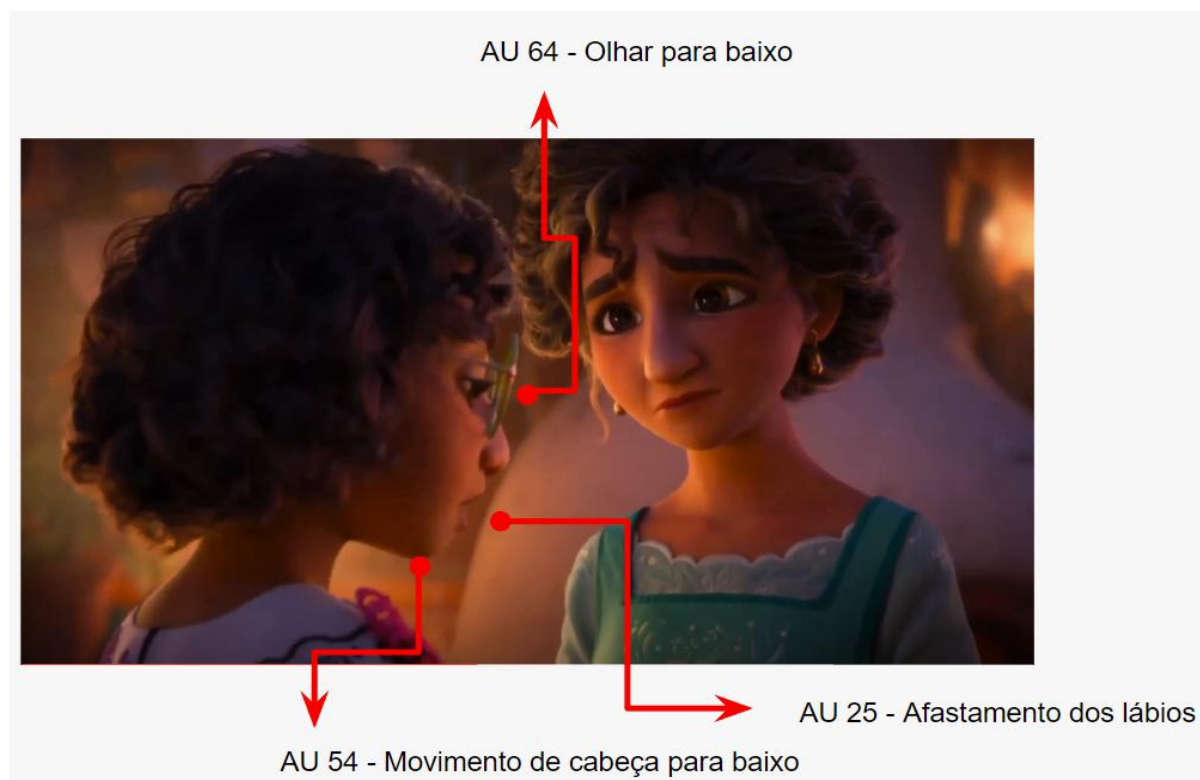 AU 64 - Olhar para baixo
AU 25 - Afastamento dos lábios
AU 54 - Movimento de cabeça para baixo